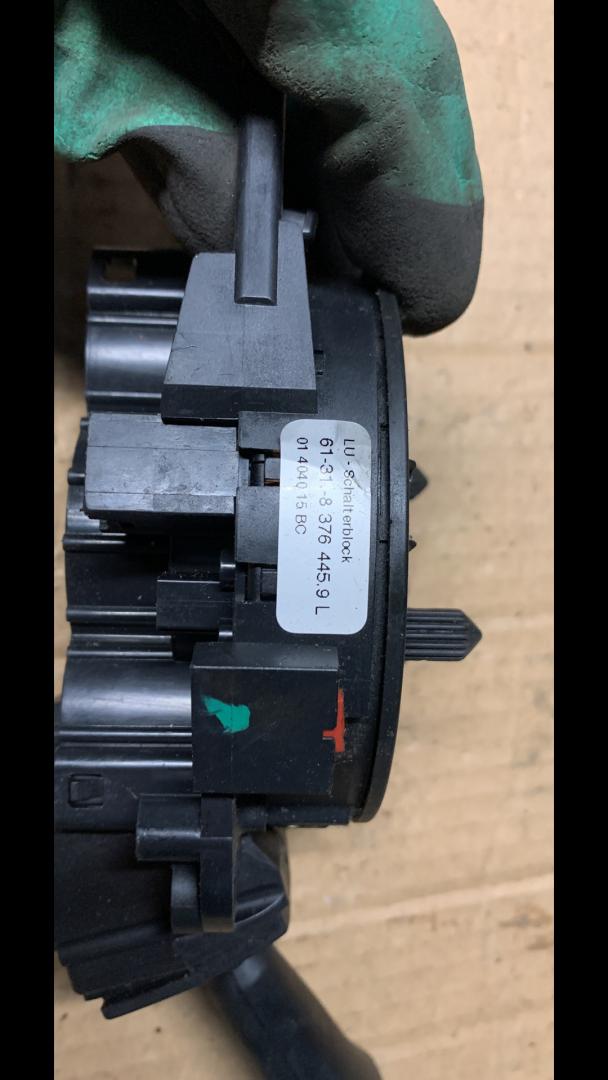 LU - Schalterblock
61-31.-8 376 445.9 L
01 4040 15 BC